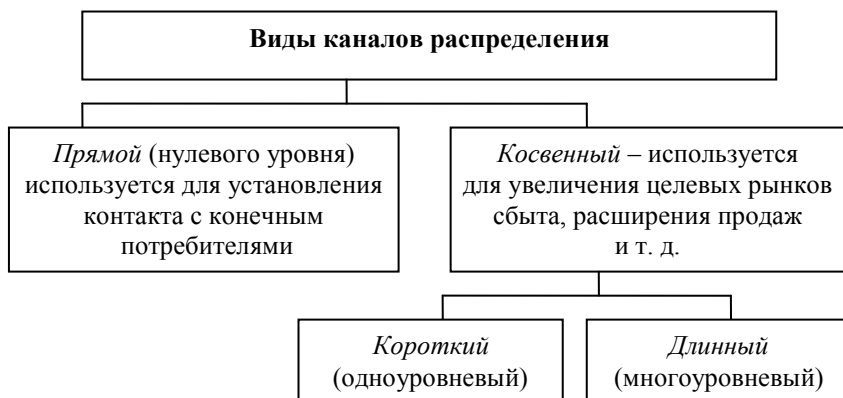 Виды каналов распределения
Прямой (нулевого уровня)
используется для установления
контакта с конечным
потребителями
Косвенный – используется
для увеличения целевых рынков
сбыта, расширения продаж
и т. д.
Короткий
(одноуровневый)
Длинный
(многоуровневый)